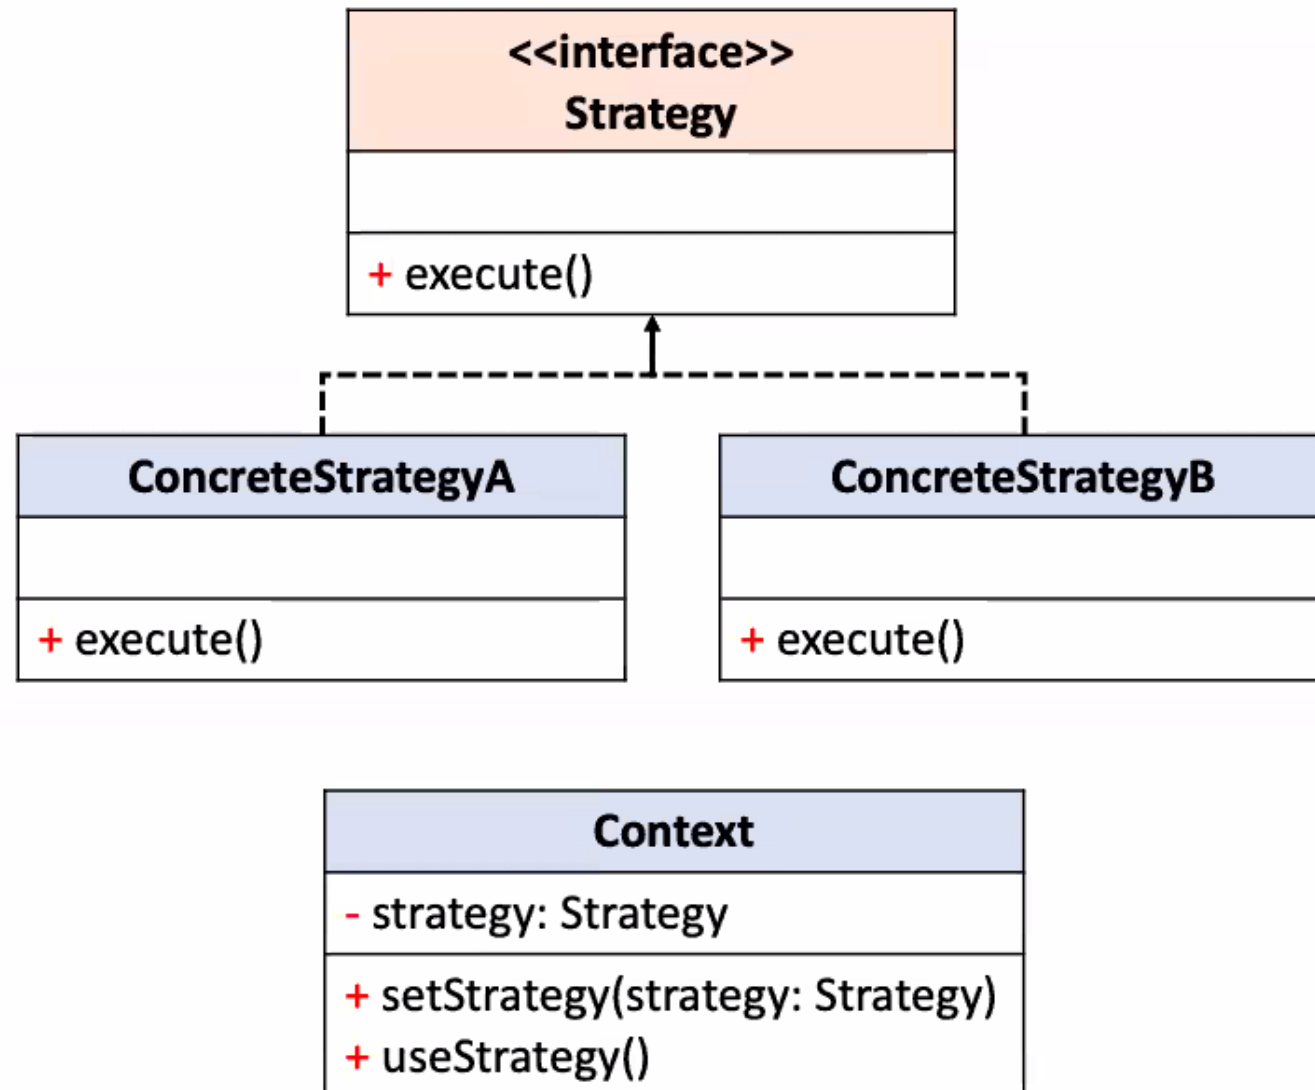 <<interface>>
Strategy
+ execute()
ConcreteStrategyA
+ execute()
ConcreteStrategyB
+ execute()
Context
- strategy: Strategy
+ setStrategy(strategy: Strategy)
+ useStrategy()